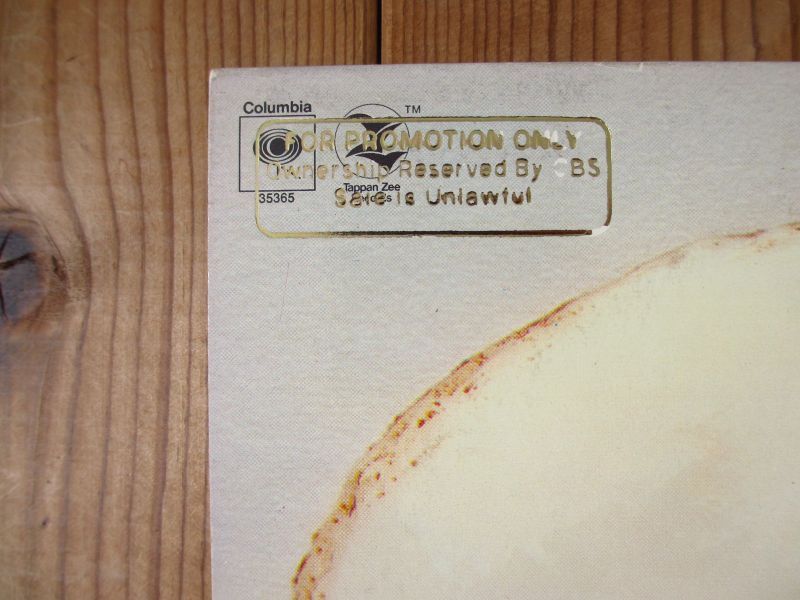 Columbia
TM
FOR PROMOTION ONLY
Ownership Reserved By CBS
Tappan Zee
Sale is Unlawful
35365